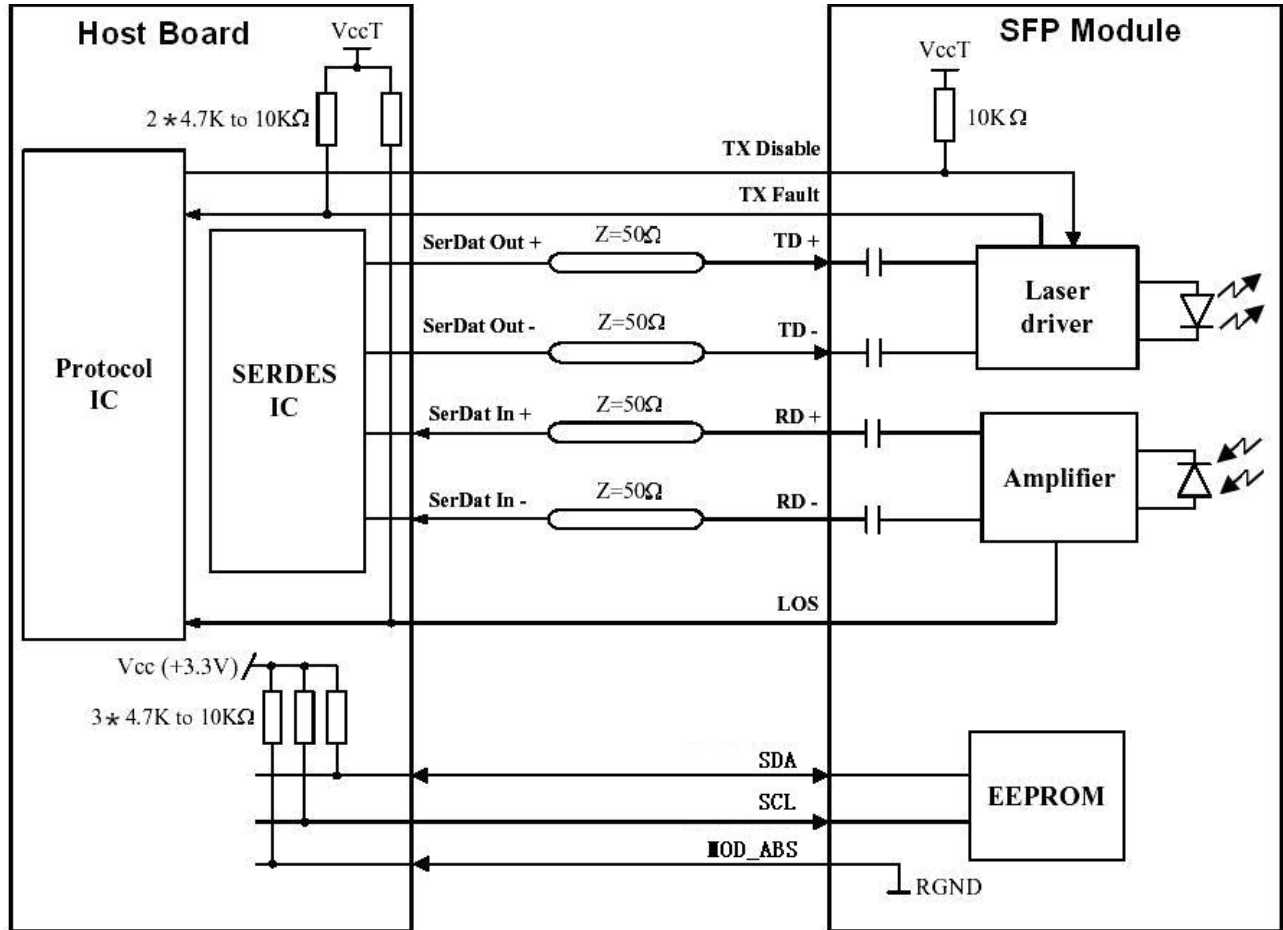 Host Board
SFP Module
VccT
VccT
2*4.7K to 10KΩ
10KΩ
TX Disable
TX Fault
SerDat Out +
Z=50Ω
TD +
Laser
driver
SerDat Out -
Z=50Ω
TD -
Protocol
IC
SERDES
IC
SerDat In +
Z=50Ω
RD +
Amplifier
SerDat In -
Z=50Ω
RD -
LOS
Vcc (+3.3V)
3*4.7K to 10KΩ
SDA
SCL
EEPROM
MOD_ABS
RGND